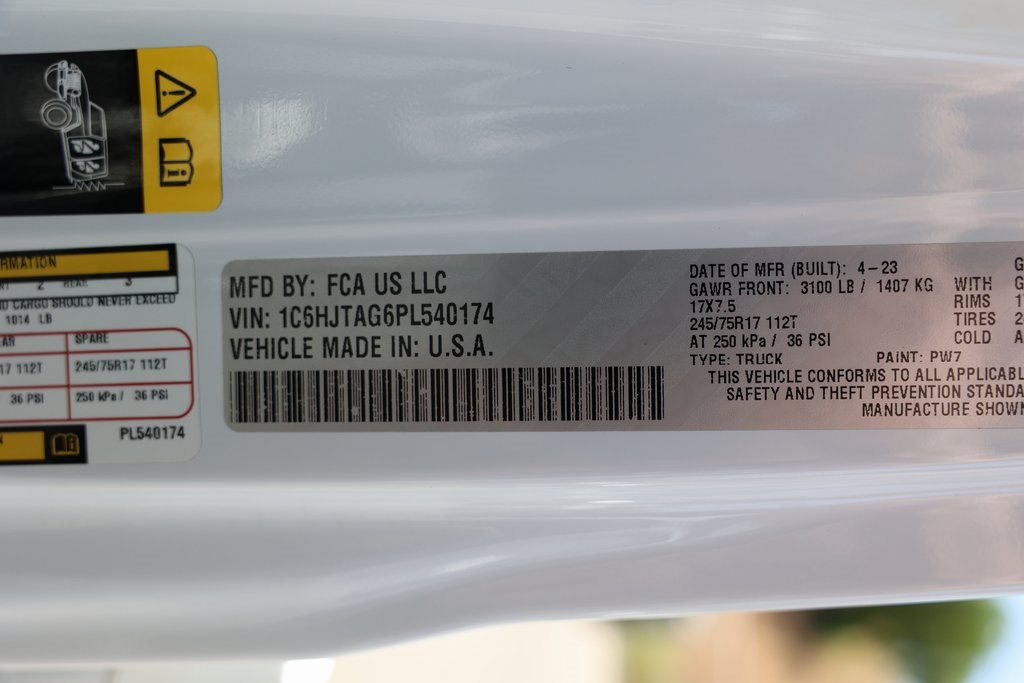 RMATION
2 REAR 3
D CARGO SHOULD NEVER EXCEED
1014 LB
AR SPARE
17 112T 245/75R17 112T
36 PSI 250 kPa / 36 PSI
PL540174
MFD BY: FCA US LLC
VIN: 1C6HJTAG6PL540174
VEHICLE MADE IN: U.S.A.
DATE OF MFR (BUILT): 4-23
GAWR FRONT: 3100 LB / 1407 KG WITH
17X7.5 RIMS
245/75R17 112T TIRES
AT 250 kPa / 36 PSI COLD
TYPE: TRUCK PAINT: PW7
THIS VEHICLE CONFORMS TO ALL APPLICABL
SAFETY AND THEFT PREVENTION STANDA
MANUFACTURE SHOWN